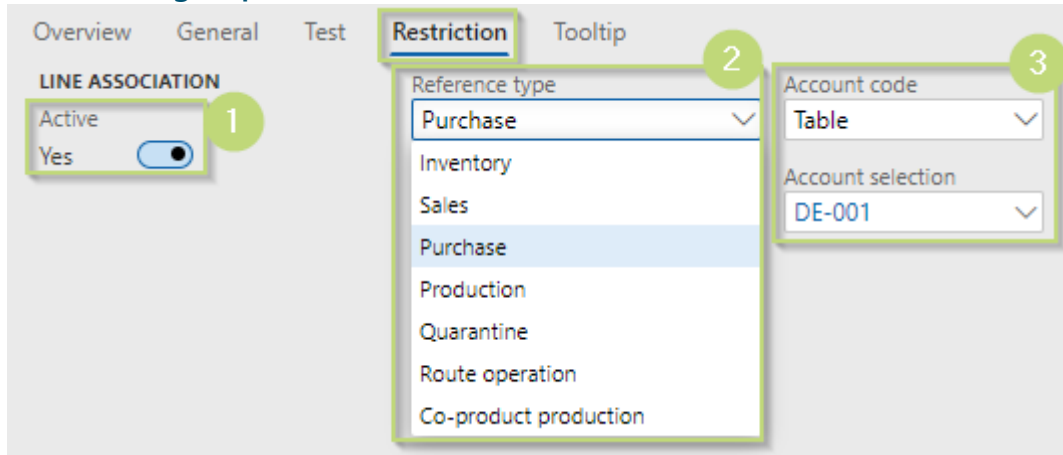 Overview General Test Restriction Tooltip
LINE ASSOCIATION
Active
Yes
1
Reference type
2
Purchase
Inventory
Sales
Purchase
Production
Quarantine
Route operation
Co-product production
Account code
3
Table
Account selection
DE-001